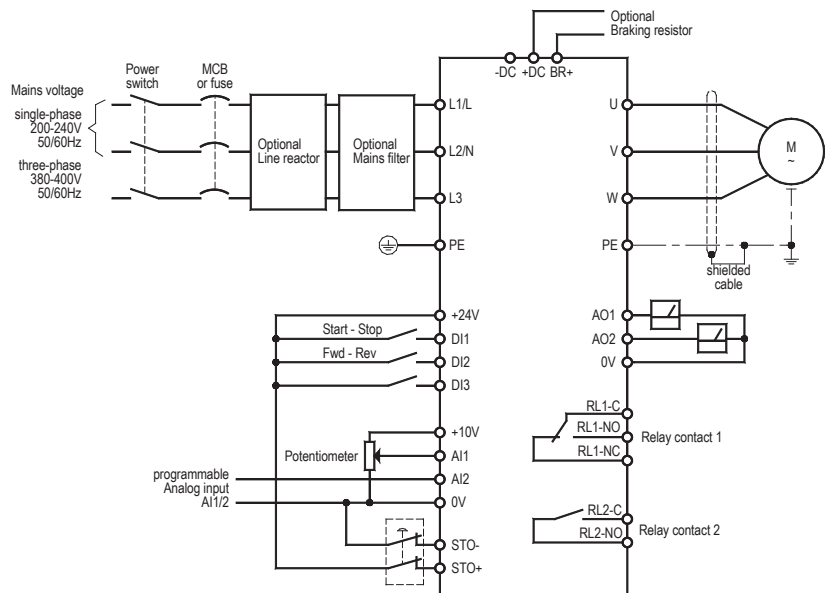 Optional
Braking resistor
-DC +DC BR+
Power
switch
MCB
or fuse
Mains voltage
single-phase
200-240V
50/60Hz
three-phase
380-400V
50/60Hz
Optional
Line reactor
Optional
Mains filter
L1/L
L2/N
L3
PE
U
V
W
PE
M
~
shielded
cable
+24V
Start - Stop
DI1
Fwd - Rev
DI2
DI3
+10V
Potentiometer
AI1
programmable
Analog input
AI1/2
AI2
0V
STO-
STO+
AO1
AO2
0V
RL1-C
RL1-NO
RL1-NC
Relay contact 1
RL2-C
RL2-NO
Relay contact 2